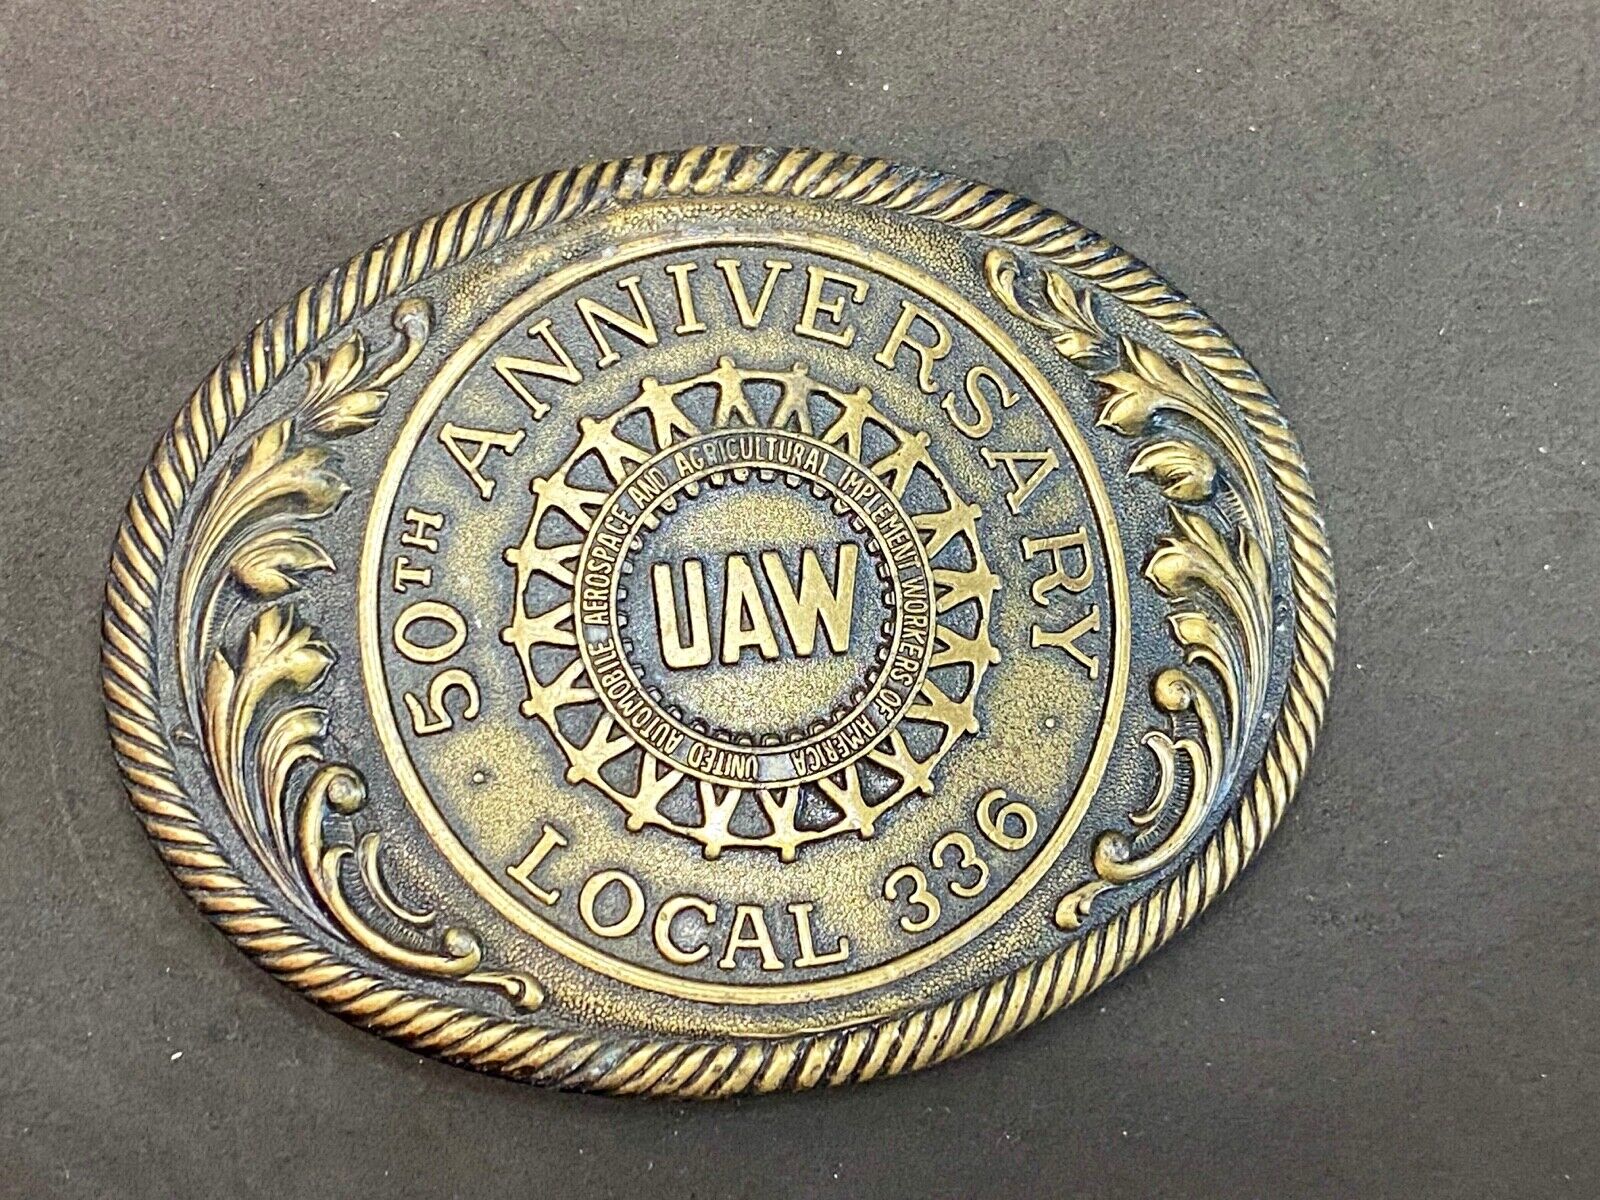 50TH ANNIVERSARY
UNITED AUTOMOBILE AEROSPACE AND AGRICULTURAL IMPLEMENT WORKERS OF AMERICA
UAW
LOCAL 336